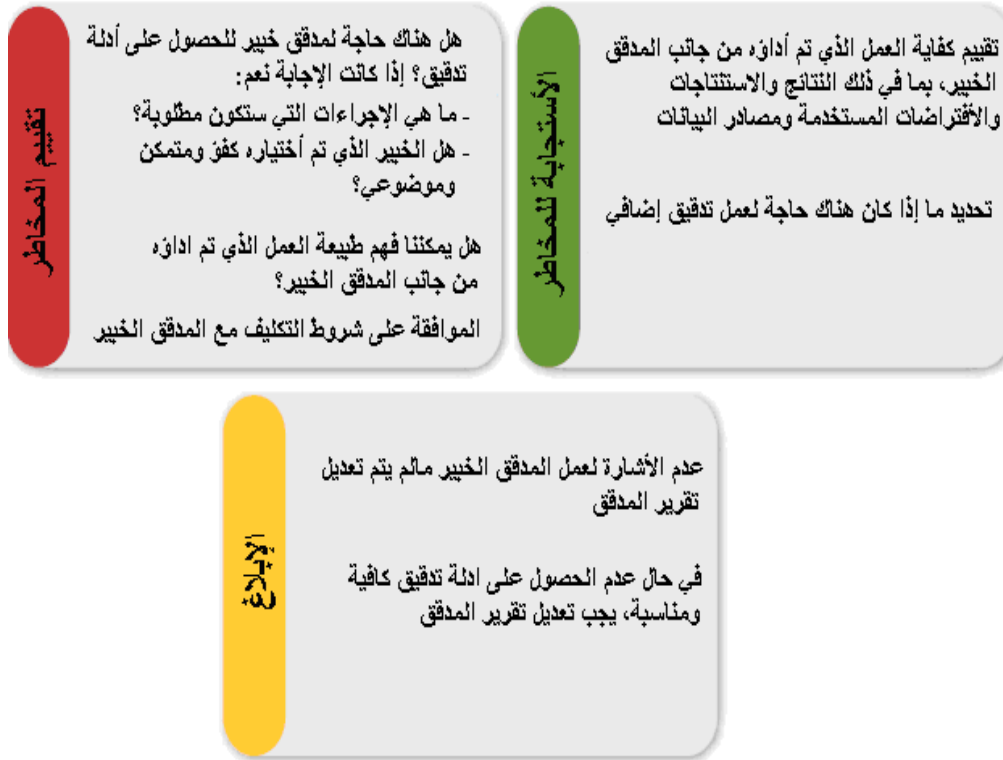 تقييم المخاطر
هل هناك حاجة لمدقق خبير للحصول على أدلة
تدقيق؟ إذا كانت الإجابة نعم:
- ما هي الإجراءات التي ستكون مطلوبة؟
- هل الخبير الذي تم أختياره كفؤ ومتمكن
وموضوعي؟
هل يمكننا فهم طبيعة العمل الذي تم اداؤه
من جانب المدقق الخبير؟
الموافقة على شروط التكليف مع المدقق الخبير
الأستجابة للمخاطر
تقييم كفاية العمل الذي تم أداؤه من جانب المدقق
الخبير، بما في ذلك النتائج والاستنتاجات
والأفتراضات المستخدمة ومصادر البيانات
تحديد ما إذا كان هناك حاجة لعمل تدقيق إضافي
الإبلاغ
عدم الأشارة لعمل المدقق الخبير مالم يتم تعديل
تقرير المدقق
في حال عدم الحصول على ادلة تدقيق كافية
ومناسبة، يجب تعديل تقرير المدقق